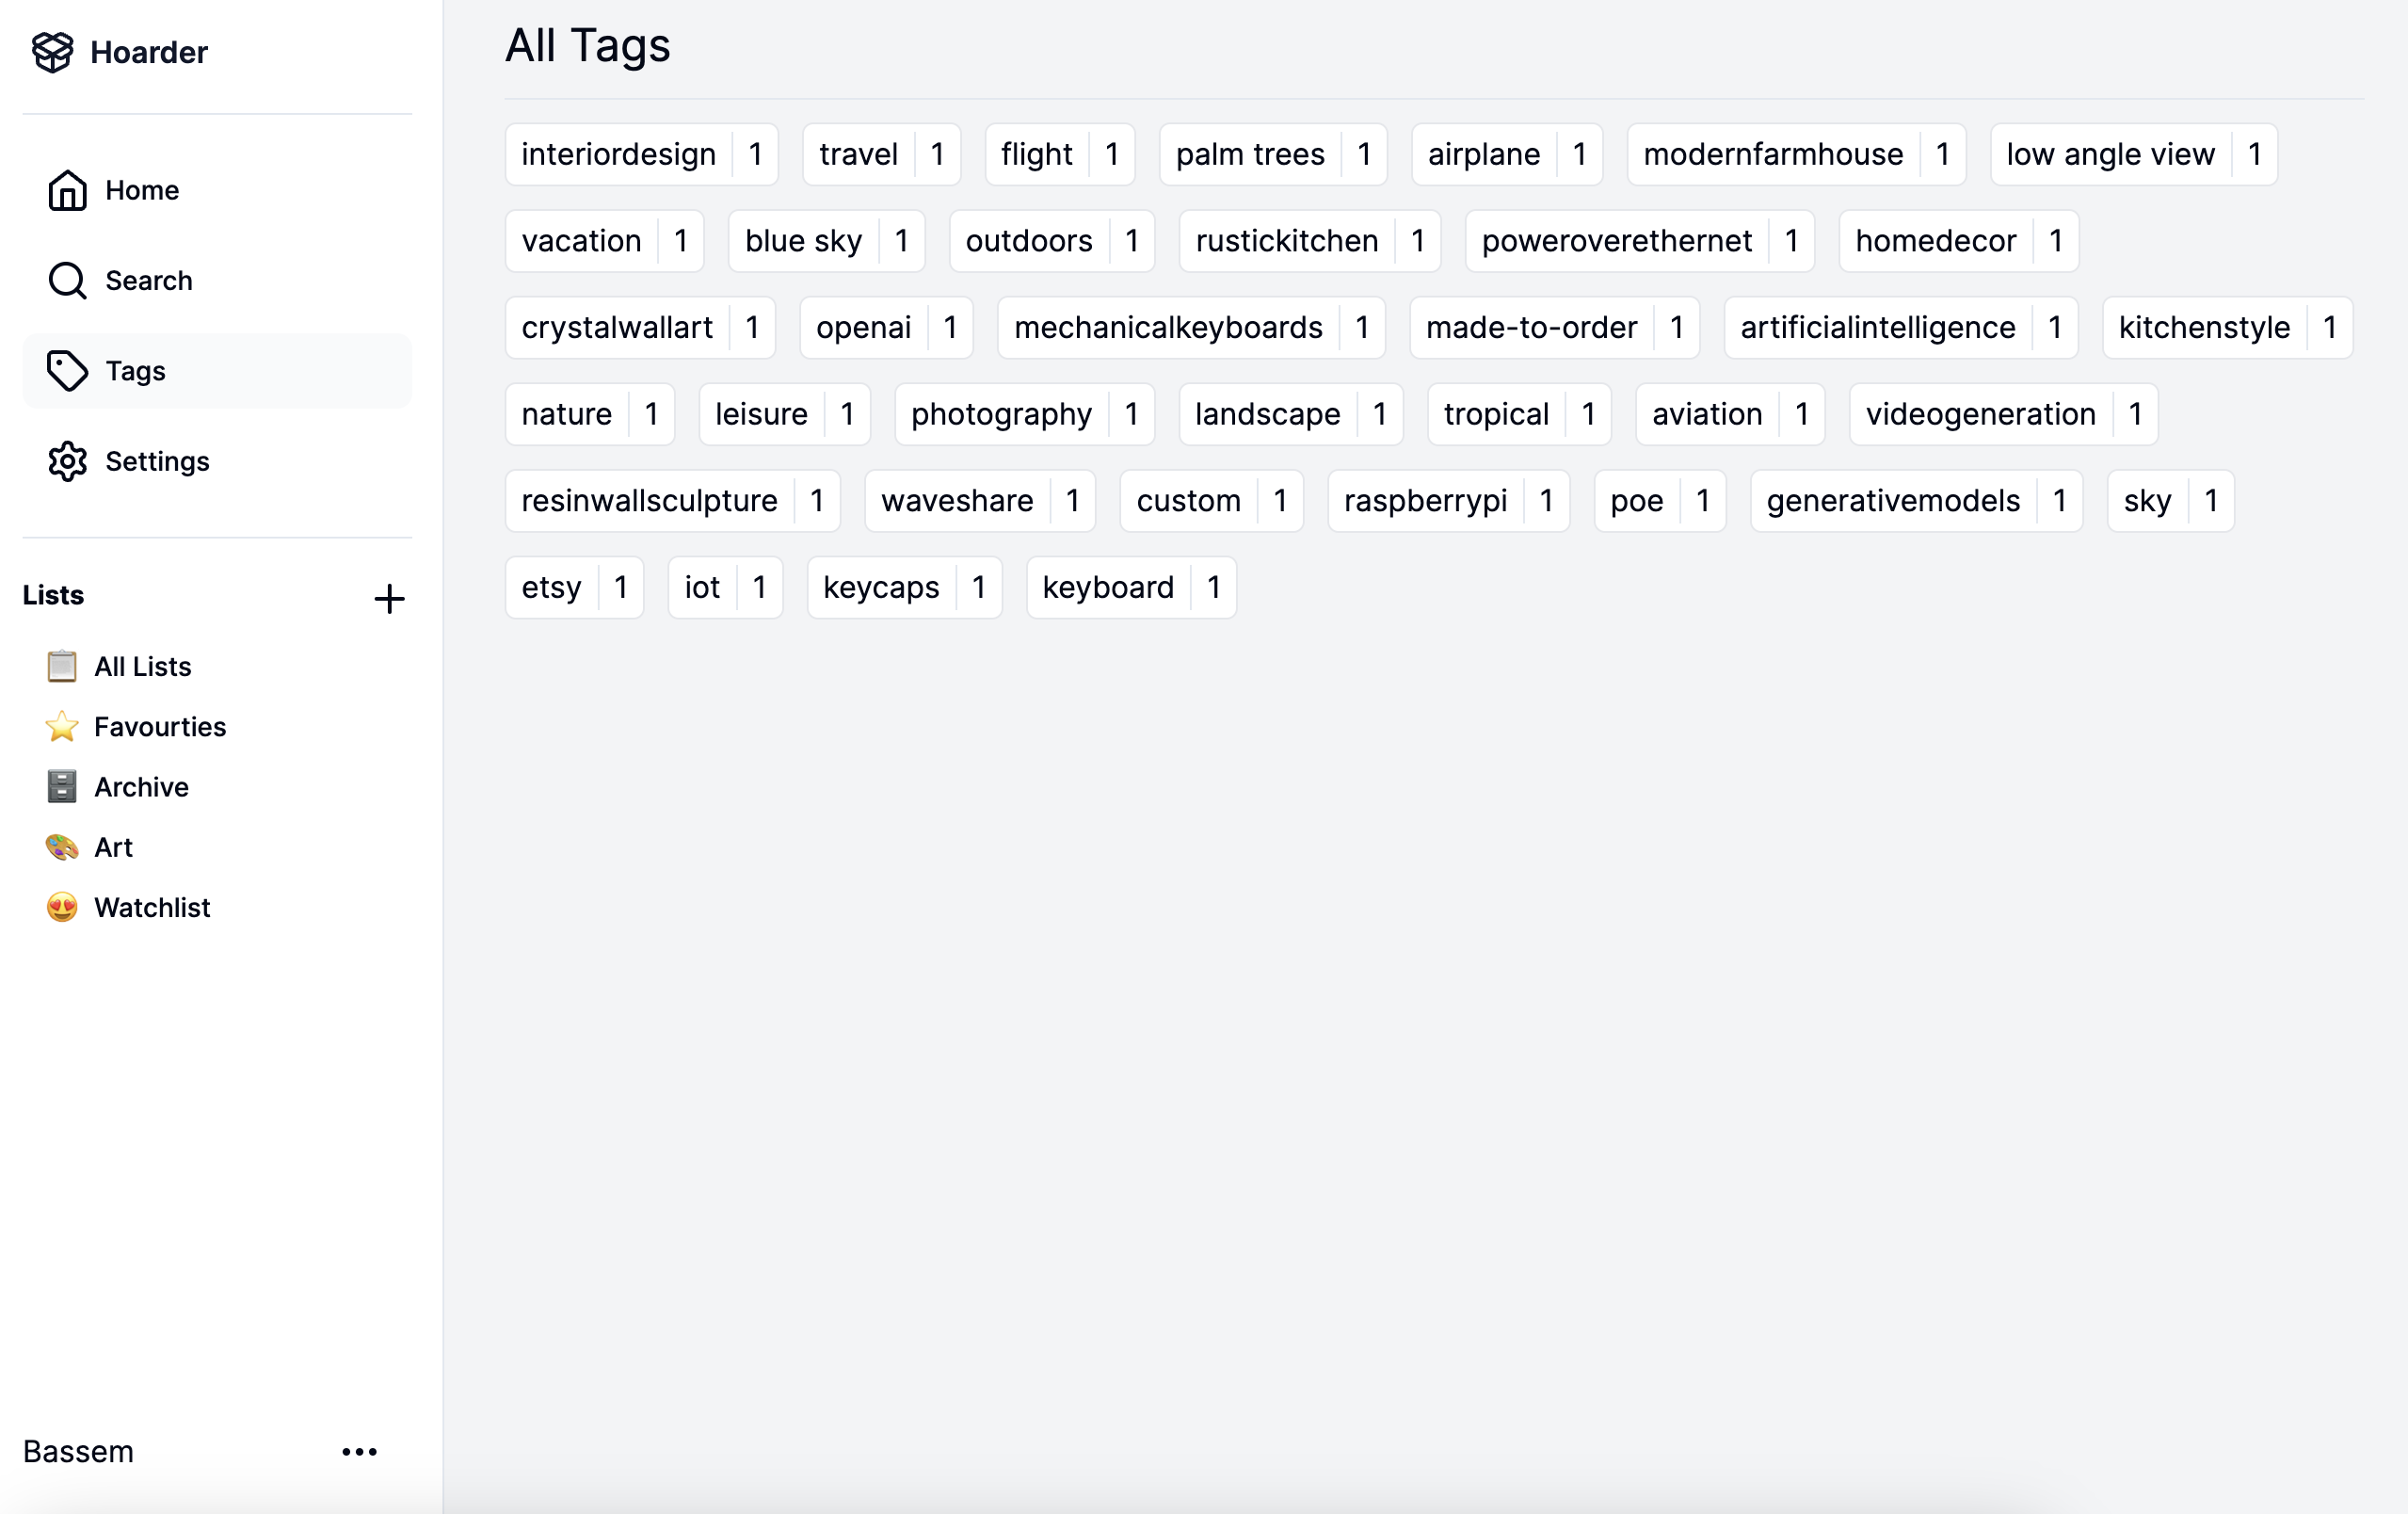 Hoarder
Home
Search
Tags
Settings
Lists
All Lists
Favourties
Archive
Art
Watchlist
Bassem
All Tags
interiordesign 1 travel 1 flight 1 palm trees 1 airplane 1 modernfarmhouse 1 low angle view 1
vacation 1 blue sky 1 outdoors 1 rustickitchen 1 poweroverethernet 1 homedecor 1
crystalwallart 1 openai 1 mechanicalkeyboards 1 made-to-order 1 artificialintelligence 1 kitchenstyle 1
nature 1 leisure 1 photography 1 landscape 1 tropical 1 aviation 1 videogeneration 1
resinwallsculpture 1 waveshare 1 custom 1 raspberrypi 1 poe 1 generativemodels 1 sky 1
etsy 1 iot 1 keycaps 1 keyboard 1